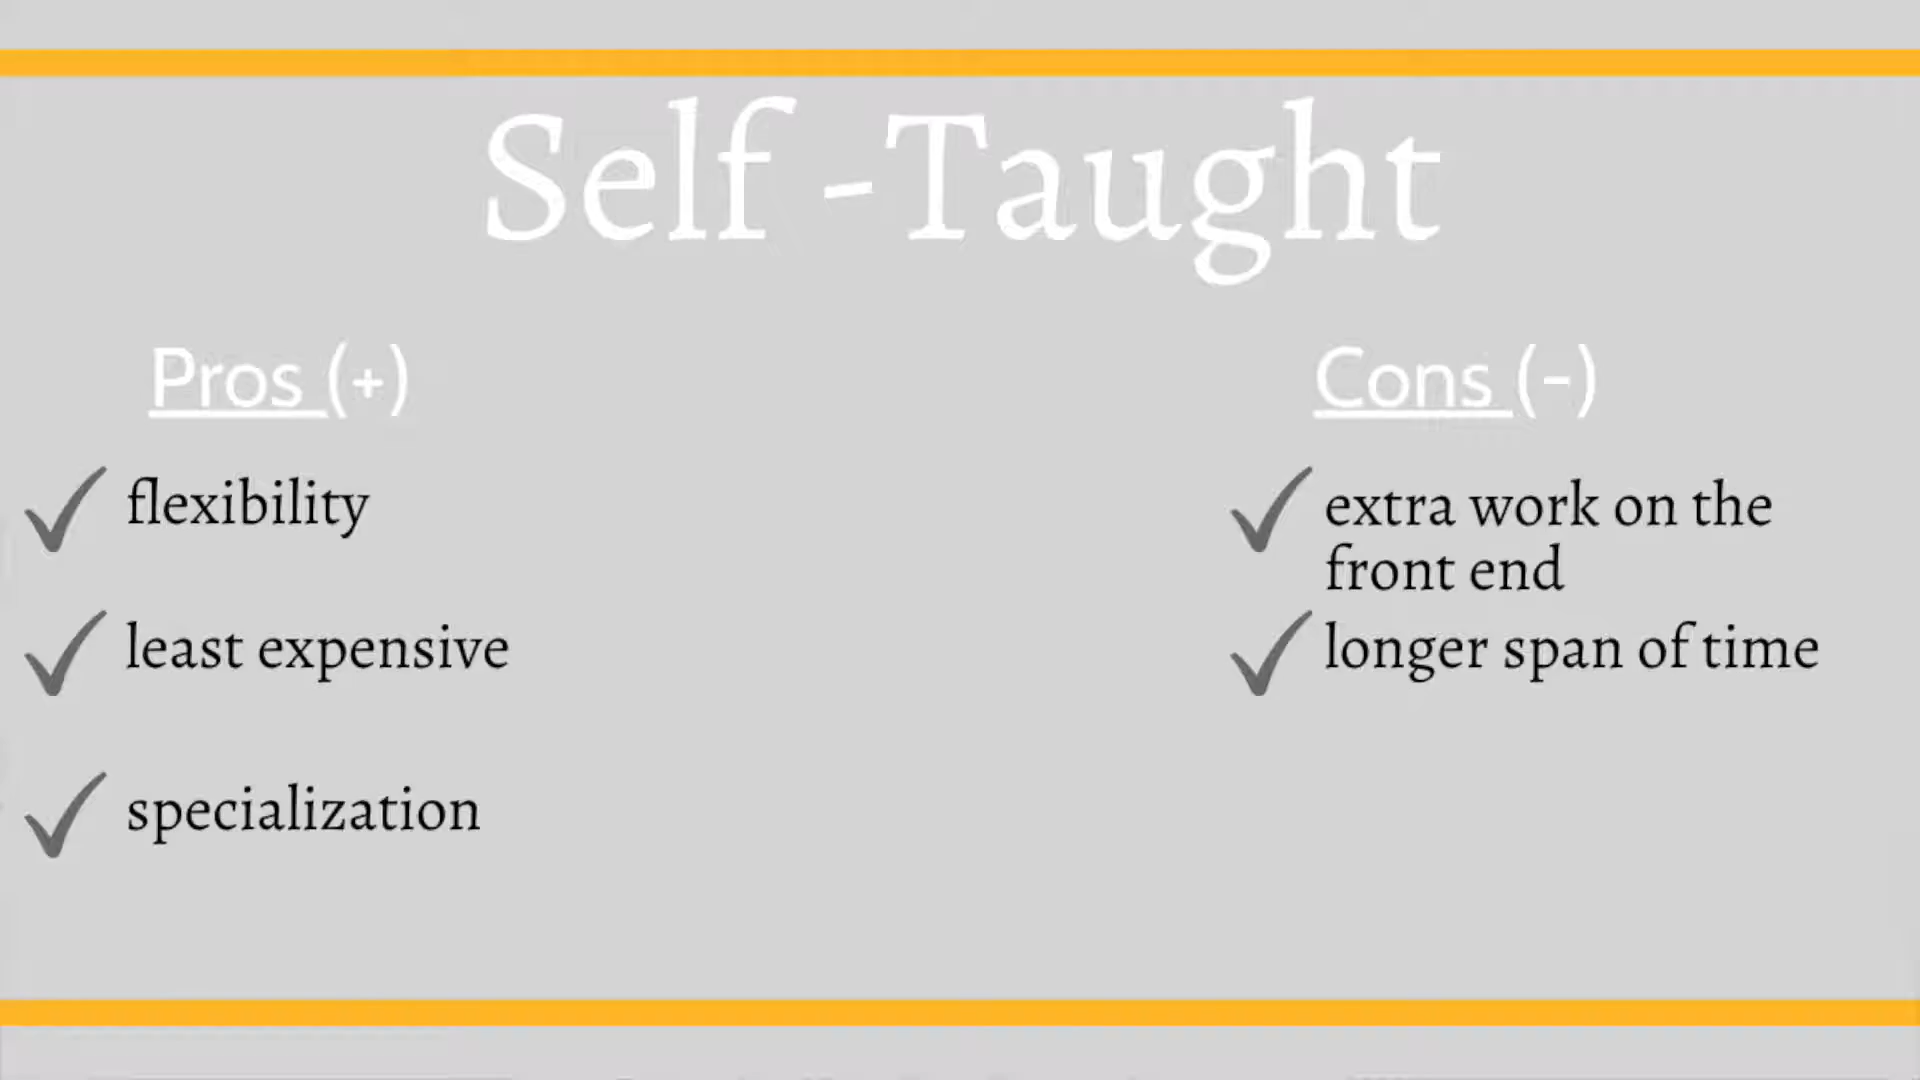 Self -Taught
Pros (+)
flexibility
least expensive
specialization
Cons (-)
extra work on the
front end
longer span of time